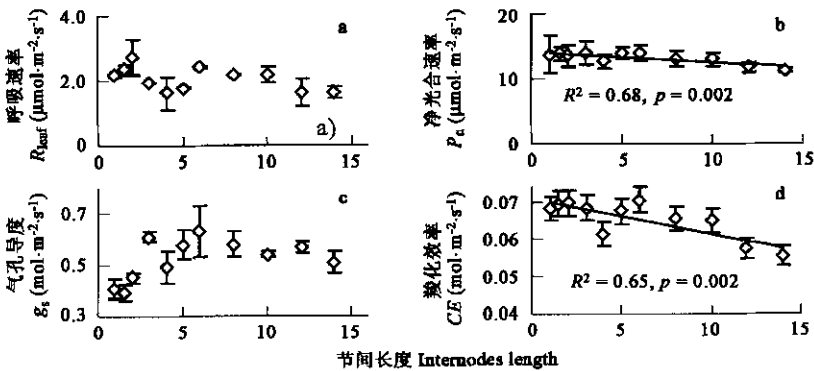 呼吸速率
R_leaf (μmol·m⁻²·s⁻¹)
4.0
2.0
0
a
a)
0 5 10 15
净光合速率
Pₙ (μmol·m⁻²·s⁻¹)
20
10
0
b
R² = 0.68, p = 0.002
0 5 10 15
气孔导度
gₛ (mol·m⁻²·s⁻¹)
0.7
0.5
0.3
c
0 5 10 15
羧化效率
CE (mol·m⁻²·s⁻¹)
0.07
0.06
0.05
0.04
d
R² = 0.65, p = 0.002
0 5 10 15
节间长度 Internodes length